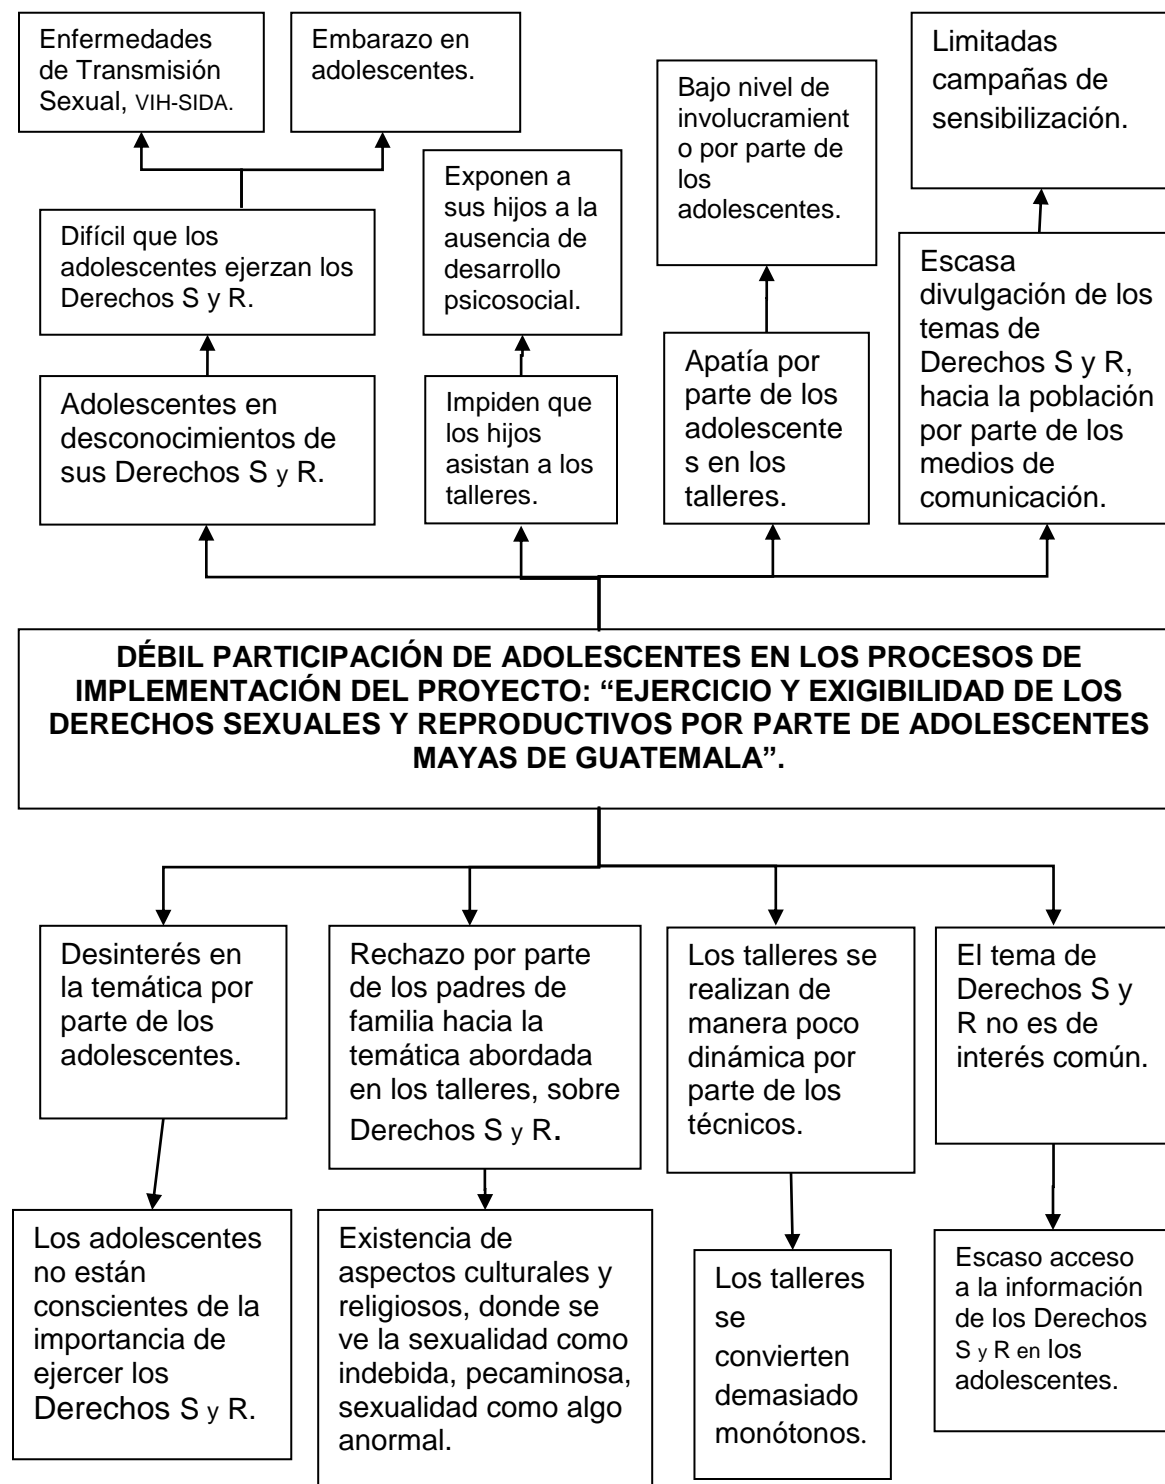 Enfermedades
de Transmisión
Sexual, VIH-SIDA.
Embarazo en
adolescentes.
Bajo nivel de
involucramient
o por parte de
los
adolescentes.
Limitadas
campañas de
sensibilización.
Difícil que los
adolescentes ejerzan los
Derechos S y R.
Exponen a
sus hijos a la
ausencia de
desarrollo
psicosocial.
Escasa
divulgación de los
temas de
Derechos S y R,
hacia la población
por parte de los
medios de
comunicación.
Adolescentes en
desconocimientos de
sus Derechos S y R.
Impiden que
los hijos
asistan a los
talleres.
Apatía por
parte de los
adolescente
s en los
talleres.
DÉBIL PARTICIPACIÓN DE ADOLESCENTES EN LOS PROCESOS DE
IMPLEMENTACIÓN DEL PROYECTO: “EJERCICIO Y EXIGIBILIDAD DE LOS
DERECHOS SEXUALES Y REPRODUCTIVOS POR PARTE DE ADOLESCENTES
MAYAS DE GUATEMALA”.
Desinterés en
la temática por
parte de los
adolescentes.
Rechazo por parte
de los padres de
familia hacia la
temática abordada
en los talleres, sobre
Derechos S y R.
Los talleres se
realizan de
manera poco
dinámica por
parte de los
técnicos.
El tema de
Derechos S y
R no es de
interés común.
Los adolescentes
no están
conscientes de la
importancia de
ejercer los
Derechos S y R.
Existencia de
aspectos culturales y
religiosos, donde se
ve la sexualidad como
indebida, pecaminosa,
sexualidad como algo
anormal.
Los talleres
se
convierten
demasiado
monótonos.
Escaso acceso
a la información
de los Derechos
S y R en los
adolescentes.